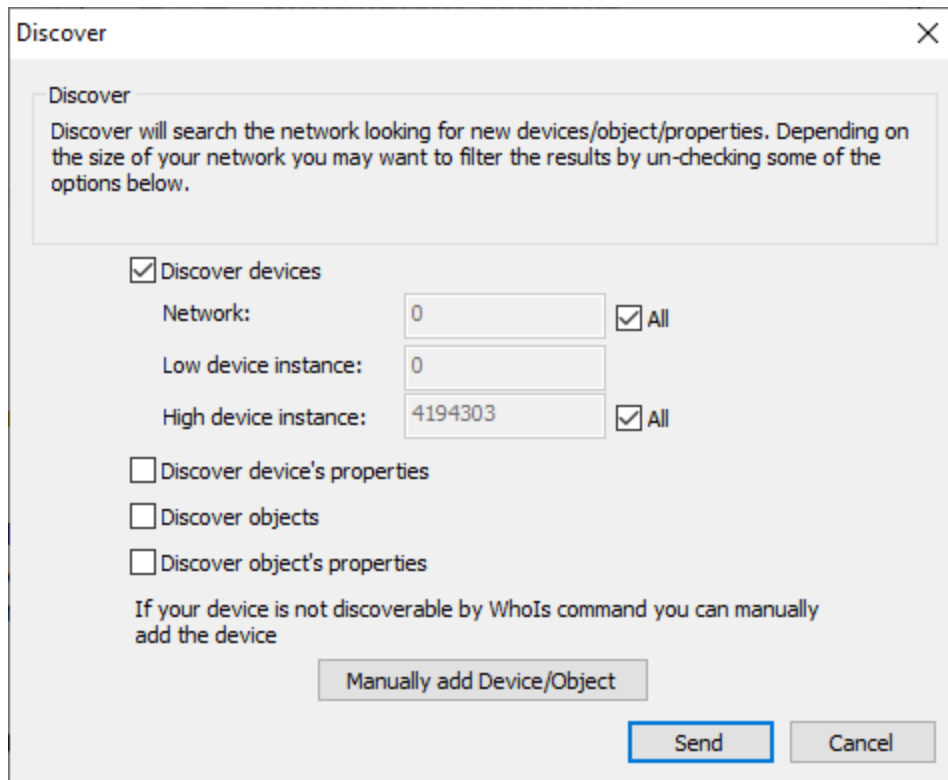 Discover
Discover
Discover will search the network looking for new devices/object/properties. Depending on
the size of your network you may want to filter the results by un-checking some of the
options below.
Discover devices
Network: 0 All
Low device instance: 0
High device instance: 4194303 All
Discover device's properties
Discover objects
Discover object's properties
If your device is not discoverable by WhoIs command you can manually
add the device
Manually add Device/Object
Send Cancel